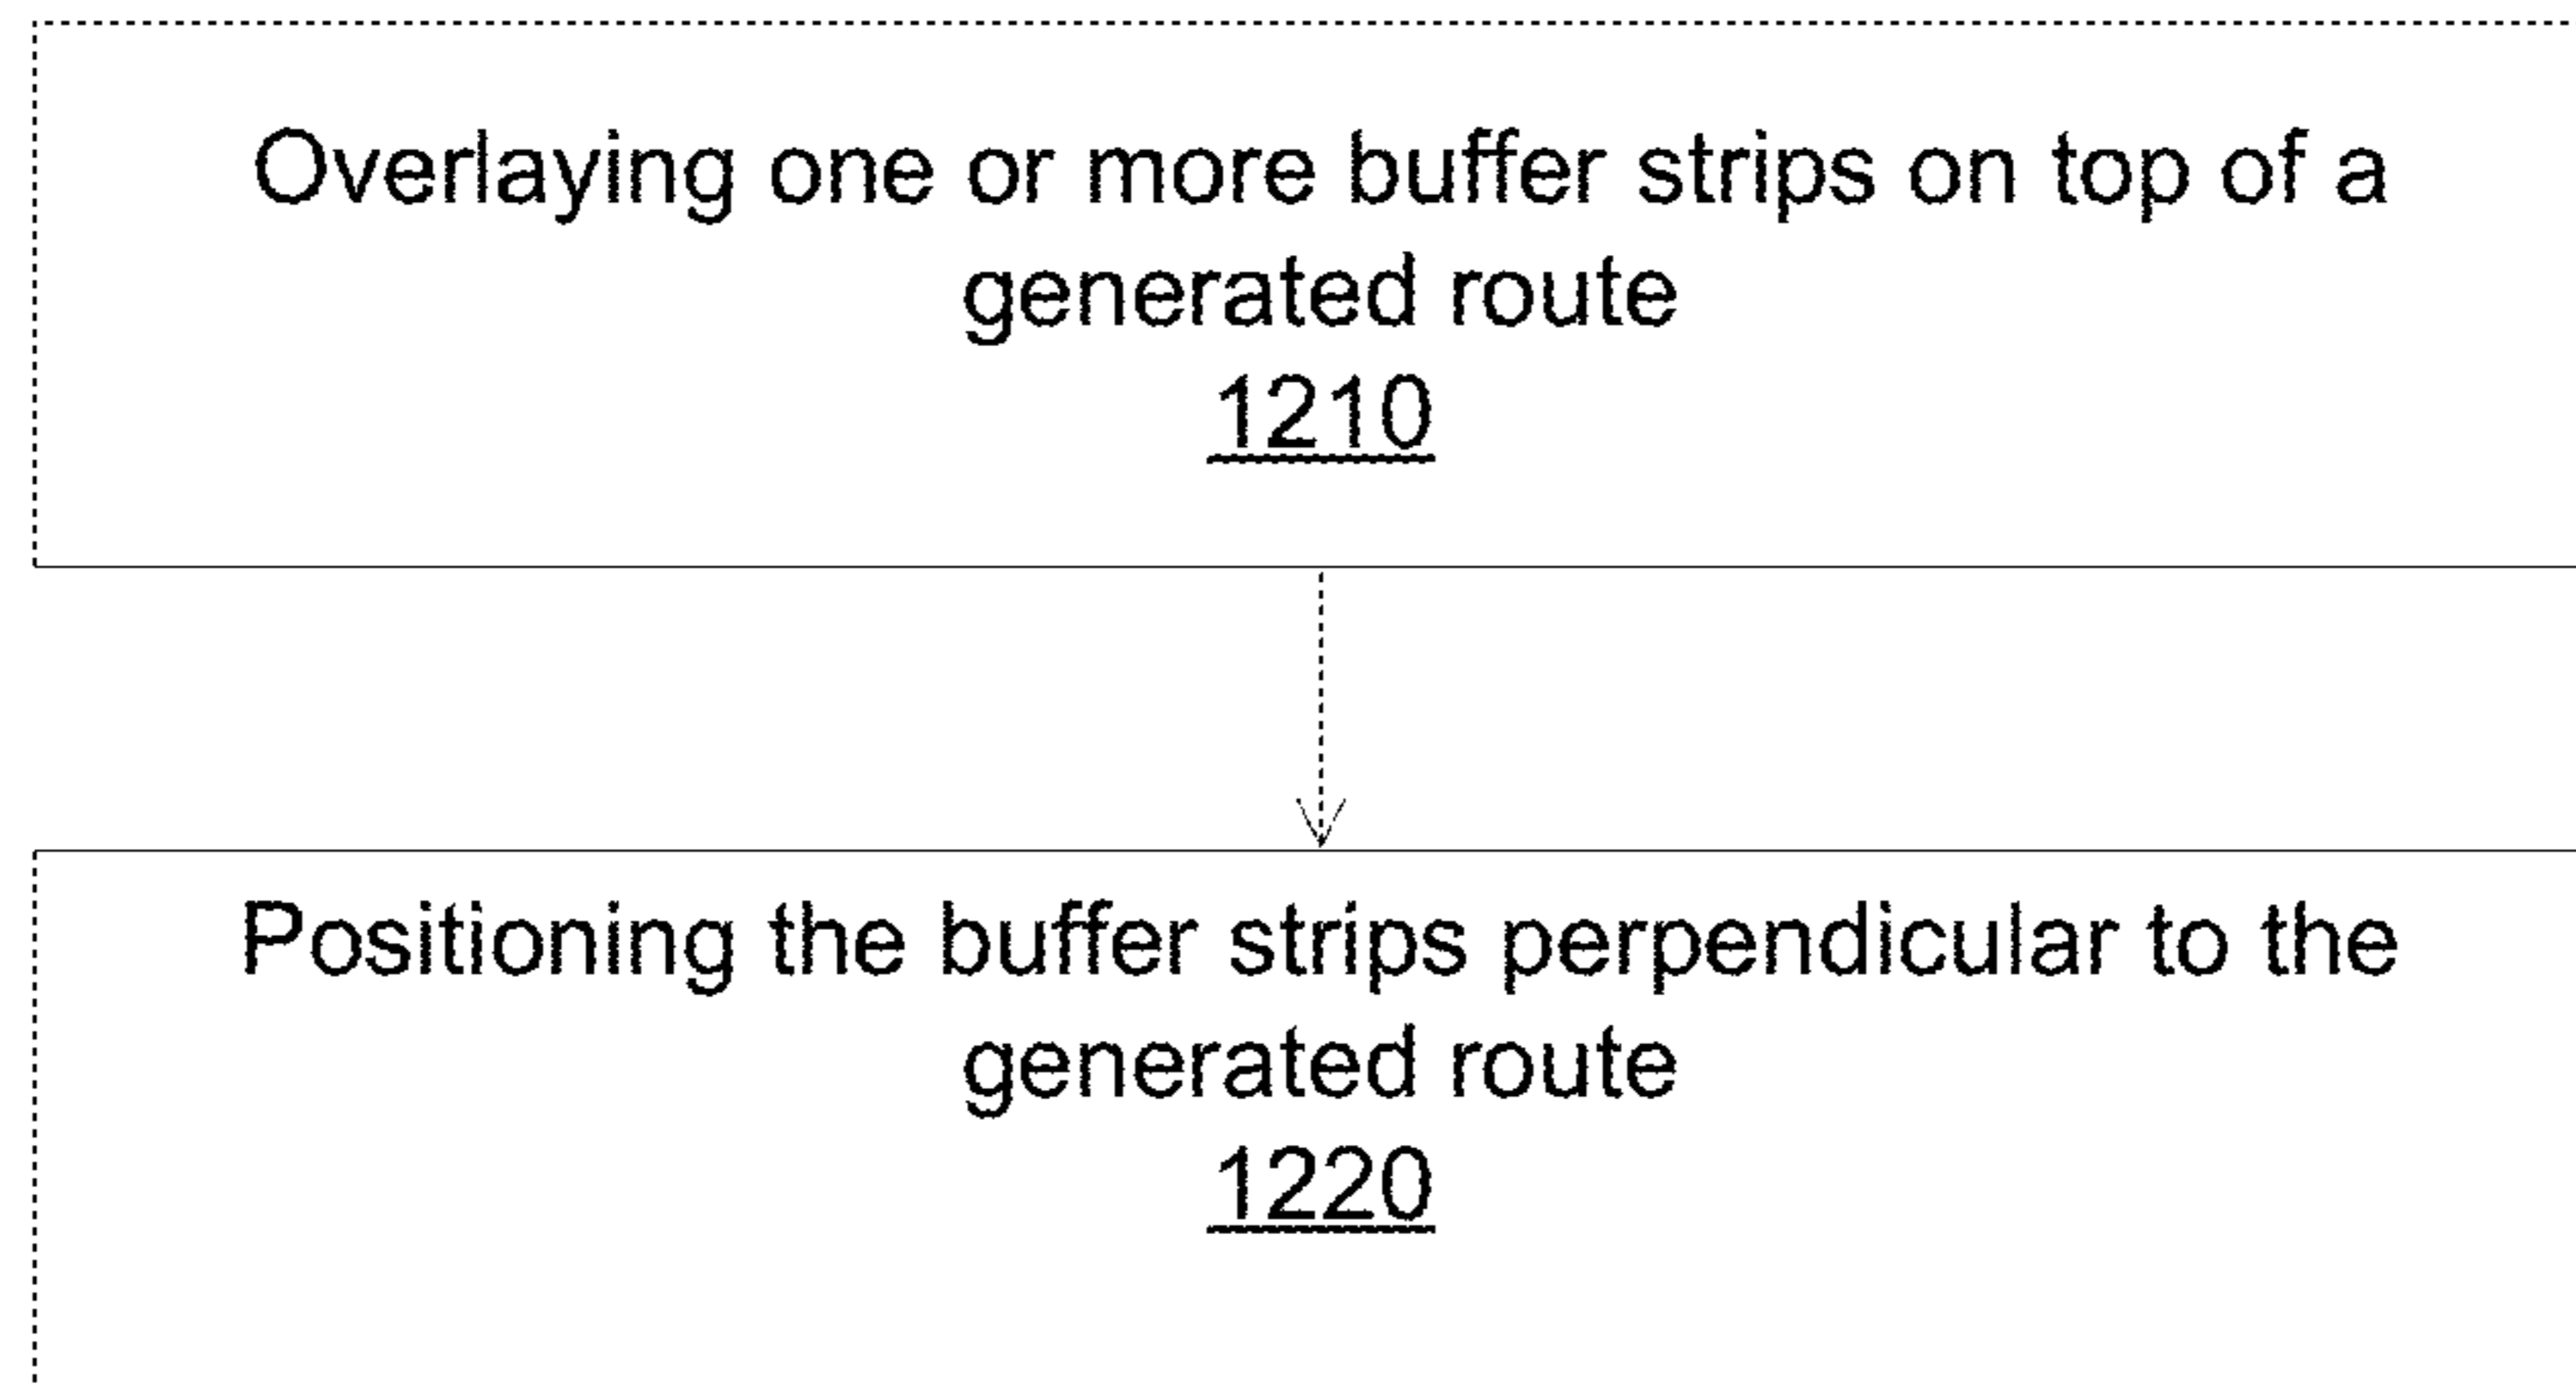 Overlaying one or more buffer strips on top of a
generated route
1210
Positioning the buffer strips perpendicular to the
generated route
1220